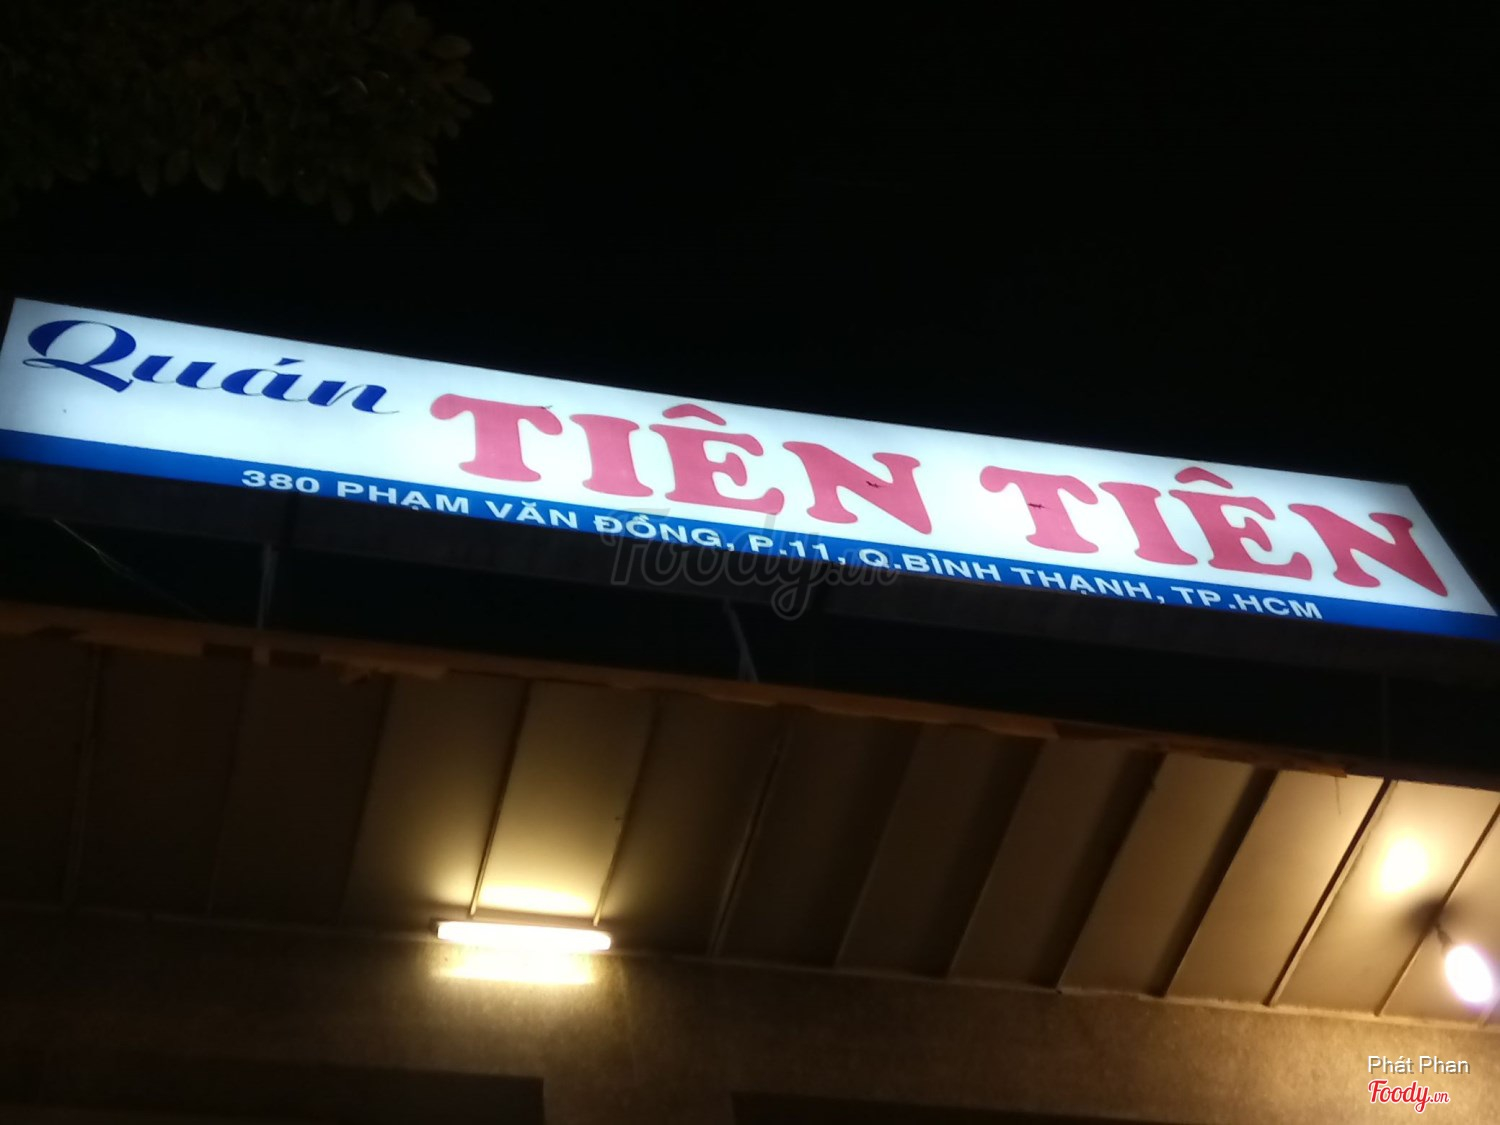 Quán TIÊN TIÊN
380 PHẠM VĂN ĐỒNG, P.11, Q.BÌNH THẠNH, TP.HCM
Foody.vn
Phát Phan
Foody.vn